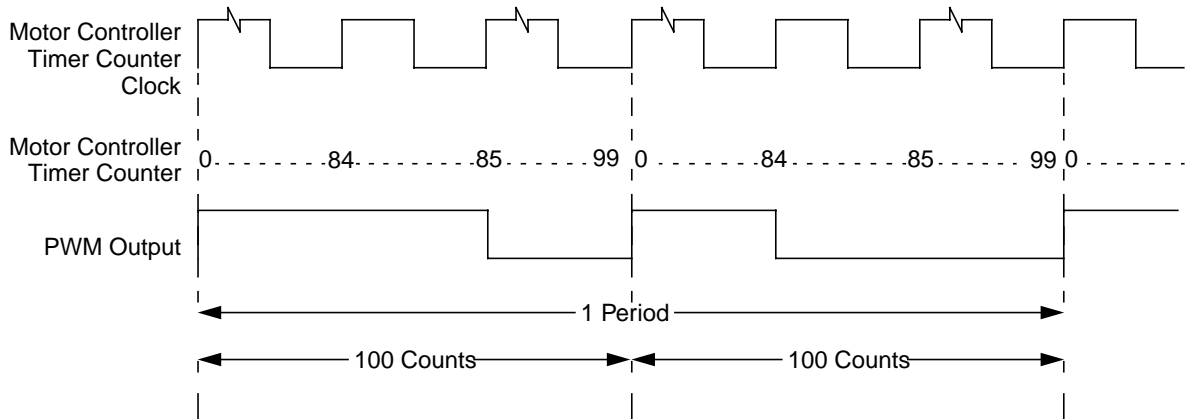 Motor Controller
Timer Counter
Clock
Motor Controller
Timer Counter
0 84 85 99 0 84 85 99 0
PWM Output
1 Period
100 Counts 100 Counts